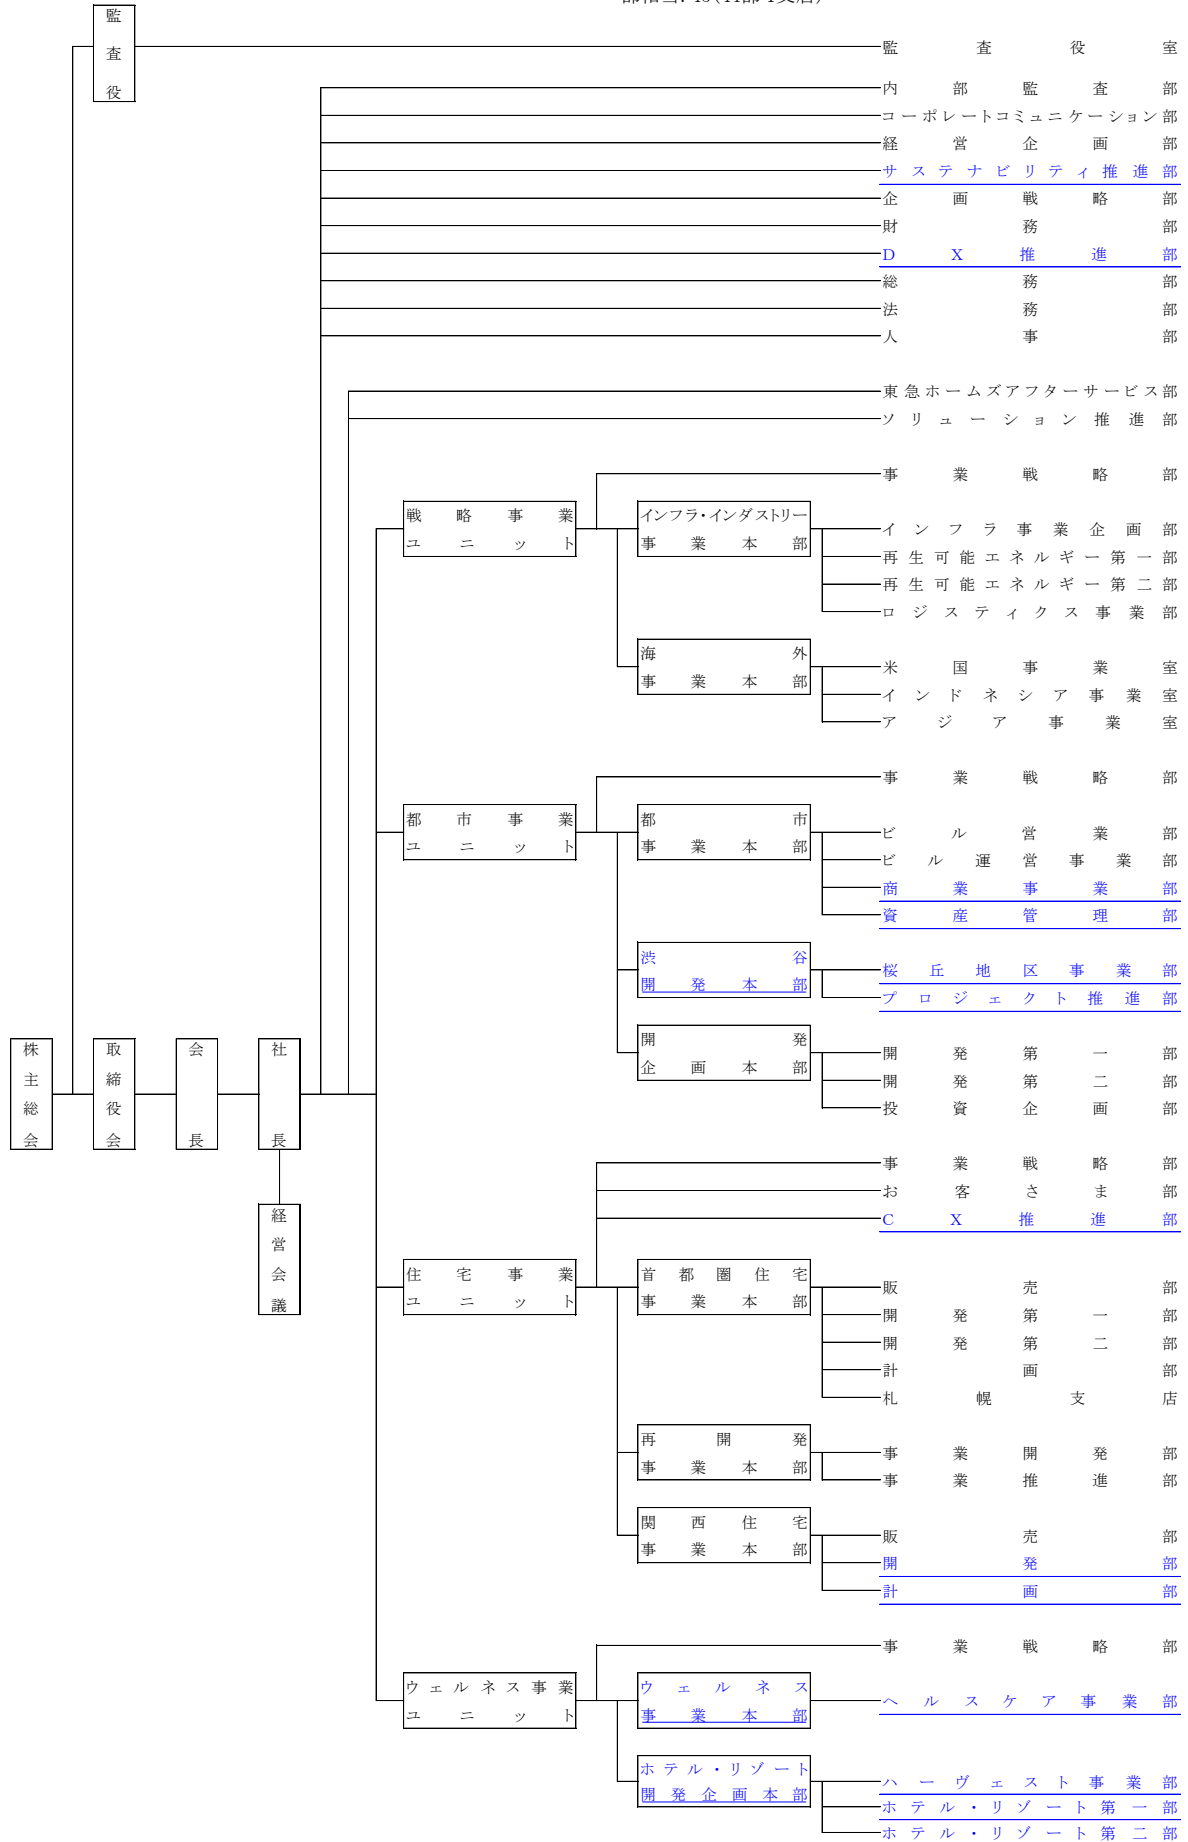 監査役
監査役室
内部監査部
コーポレートコミュニケーション部
経営企画部
サステナビリティ推進部
企画戦略部
財務部
DX推進部
総務部
法務部
人事部
東急ホームズアフターサービス部
ソリューション推進部
事業戦略部
戦略事業
ユニット
インフラ・インダストリー
事業本部
インフラ事業企画部
再生可能エネルギー第一部
再生可能エネルギー第二部
ロジスティクス事業部
海外
事業本部
米国事業室
インドネシア事業室
アジア事業室
事業戦略部
都市事業
ユニット
都市
事業本部
ビル営業部
ビル運営事業部
商業事業部
資産管理部
渋谷
開発本部
桜丘地区事業部
プロジェクト推進部
株主総会
取締役会
会長
社長
開発
企画本部
開発第一部
開発第二部
投資企画部
経営会議
事業戦略部
お客さま部
CX推進部
住宅事業
ユニット
首都圏住宅
事業本部
販売部
開発第一部
開発第二部
計画部
札幌支店
再開発
事業本部
事業開発部
事業推進部
関西住宅
事業本部
販売部
開発部
計画部
事業戦略部
ウェルネス事業
ユニット
ウェルネス
事業本部
ヘルスケア事業部
ホテル・リゾート
開発企画本部
ハーヴェスト事業部
ホテル・リゾート第一部
ホテル・リゾート第二部